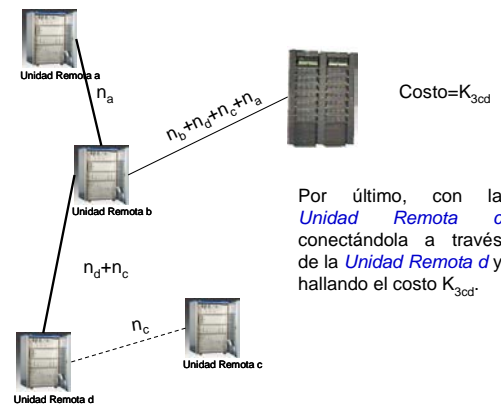 Unidad Remota a
nₐ
n_b+n_d+n_c+n_a
Costo=K_3cd
Unidad Remota b
Por último, con la
Unidad Remota c
conectándola a través
de la Unidad Remota d y
hallando el costo K_3cd.
n_d+n_c
n_c
Unidad Remota c
Unidad Remota d